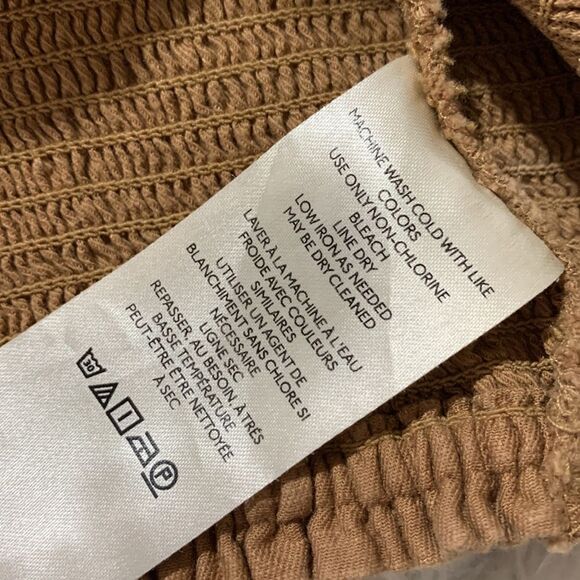 MACHINE WASH COLD WITH LIKE
COLORS
USE ONLY NON-CHLORINE
BLEACH
LINE DRY
LOW IRON AS NEEDED
MAY BE DRY CLEANED
LAVER À LA MACHINE À L'EAU
FROIDE AVEC COULEURS
SIMILAIRES
UTILISER UN AGENT DE
BLANCHIMENT SANS CHLORE SI
NÉCESSAIRE
LIGNE SEC
REPASSER, AU BESOIN, À TRÈS
BASSE TEMPÉRATURE
PEUT-ÊTRE ÊTRE NETTOYÉE
À SEC
30
P